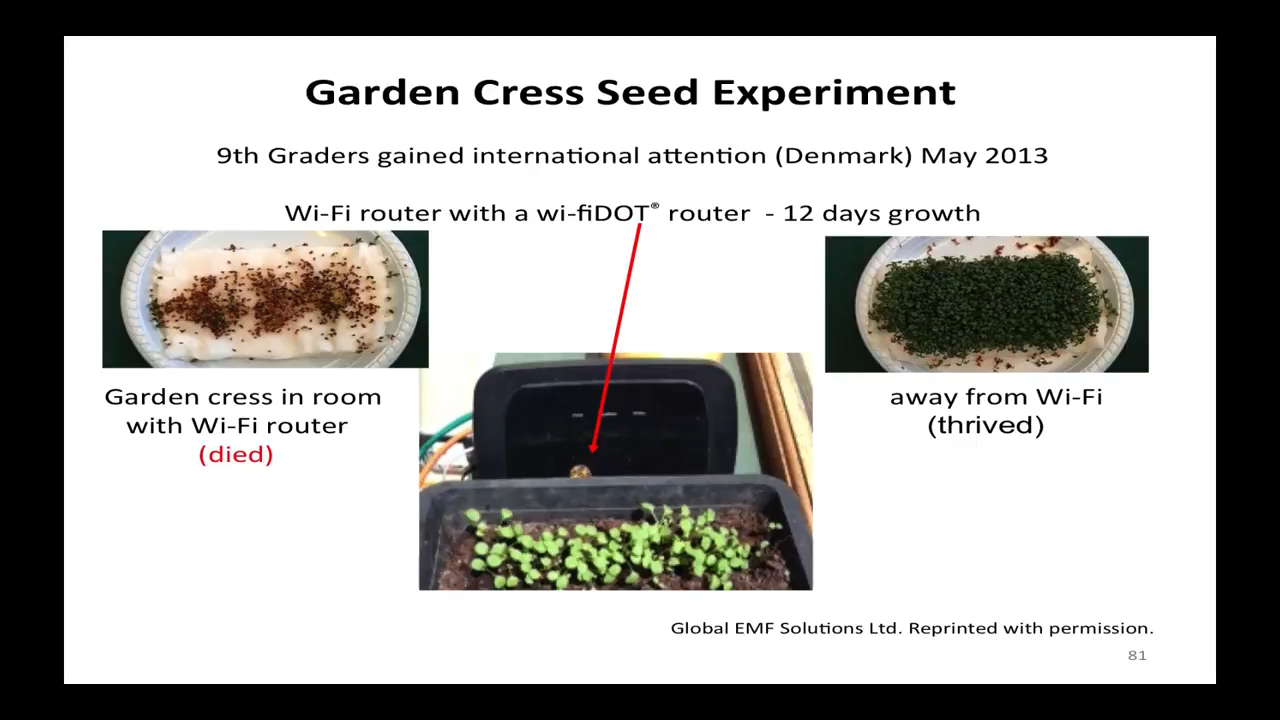 Garden Cress Seed Experiment
9th Graders gained international attention (Denmark) May 2013
Wi-Fi router with a wi-fiDOT® router - 12 days growth
Garden cress in room
with Wi-Fi router
(died)
away from Wi-Fi
(thrived)
Global EMF Solutions Ltd. Reprinted with permission.
81